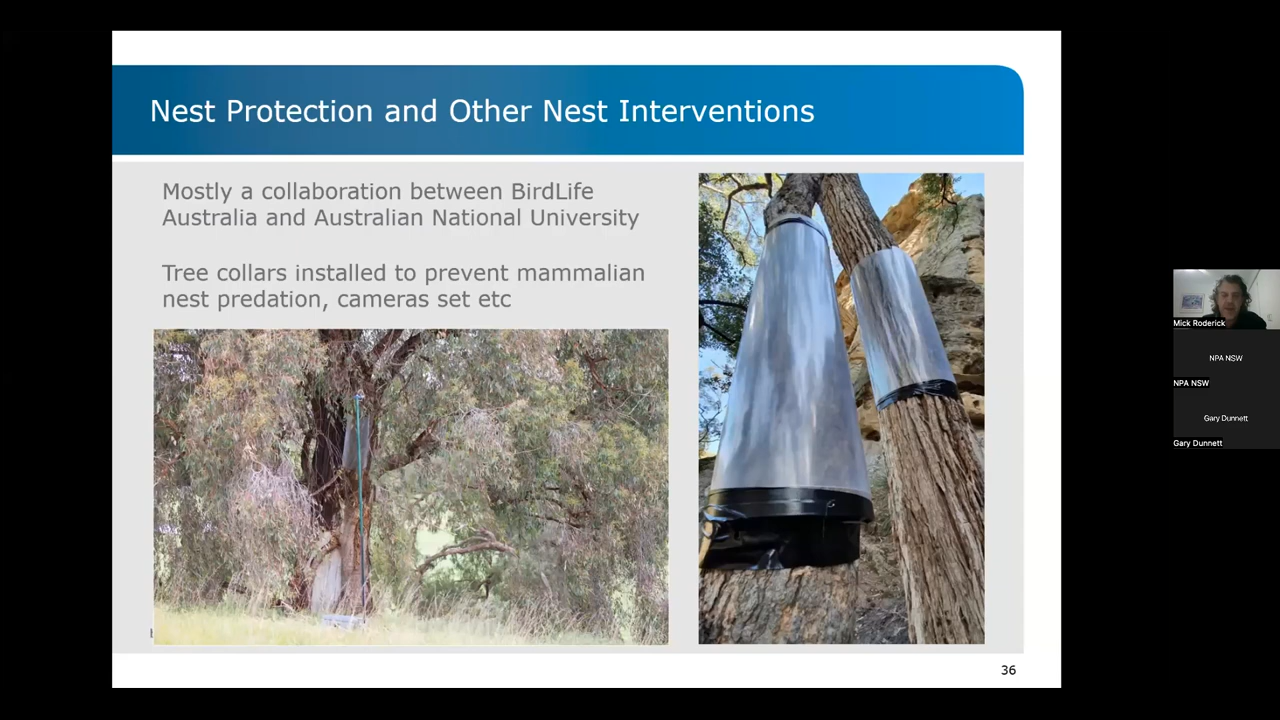 Nest Protection and Other Nest Interventions
Mostly a collaboration between BirdLife
Australia and Australian National University
Tree collars installed to prevent mammalian
nest predation, cameras set etc
36
Mick Roderick
NPA NSW
NPA NSW
Gary Dunnett
Gary Dunnett